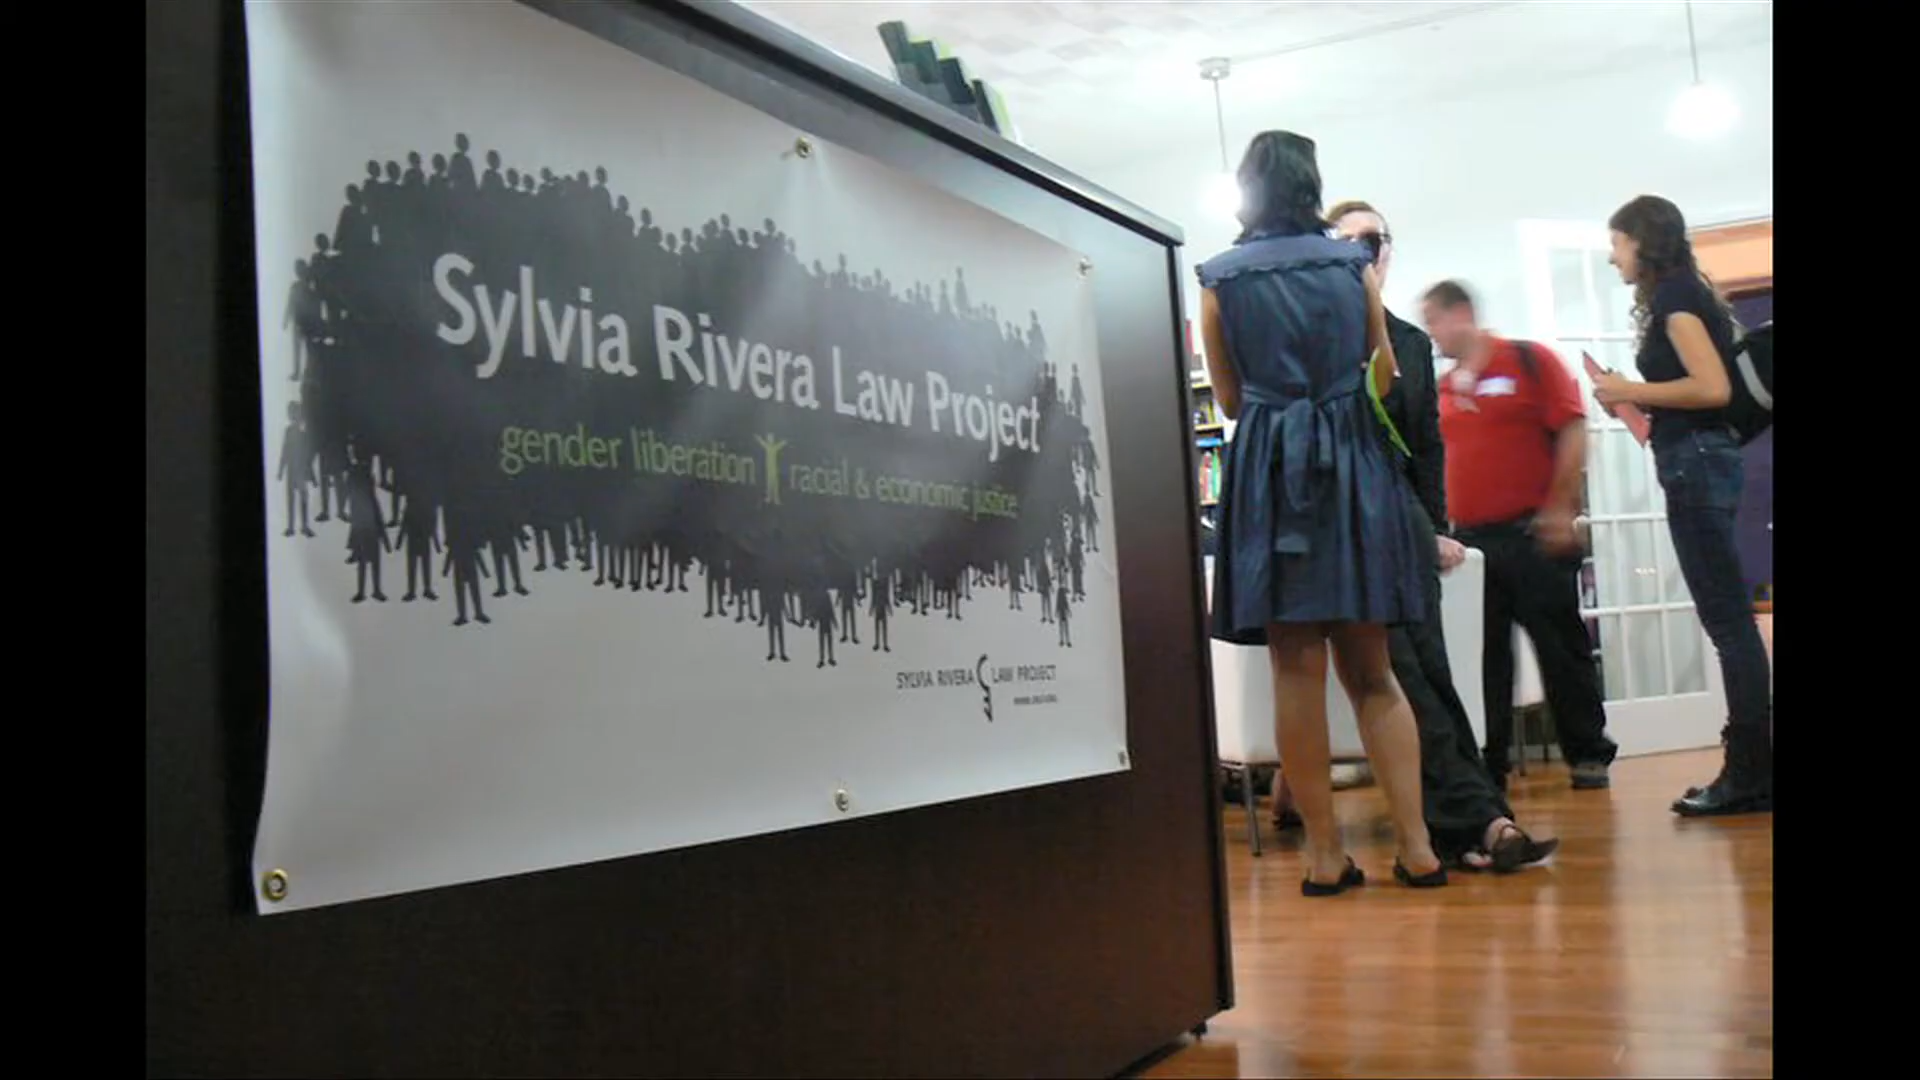 Sylvia Rivera Law Project
gender liberation racial & economic justice
SYLVIA RIVERA LAW PROJECT